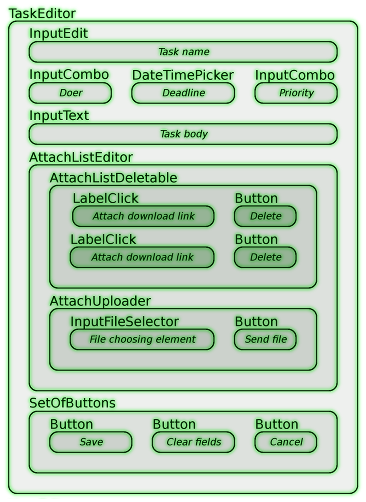 TaskEditor
InputEdit
Task name
InputCombo DateTimePicker InputCombo
Doer Deadline Priority
InputText
Task body
AttachListEditor
AttachListDeletable
LabelClick Button
Attach download link Delete
LabelClick Button
Attach download link Delete
AttachUploader
InputFileSelector Button
File choosing element Send file
SetOfButtons
Button Button Button
Save Clear fields Cancel